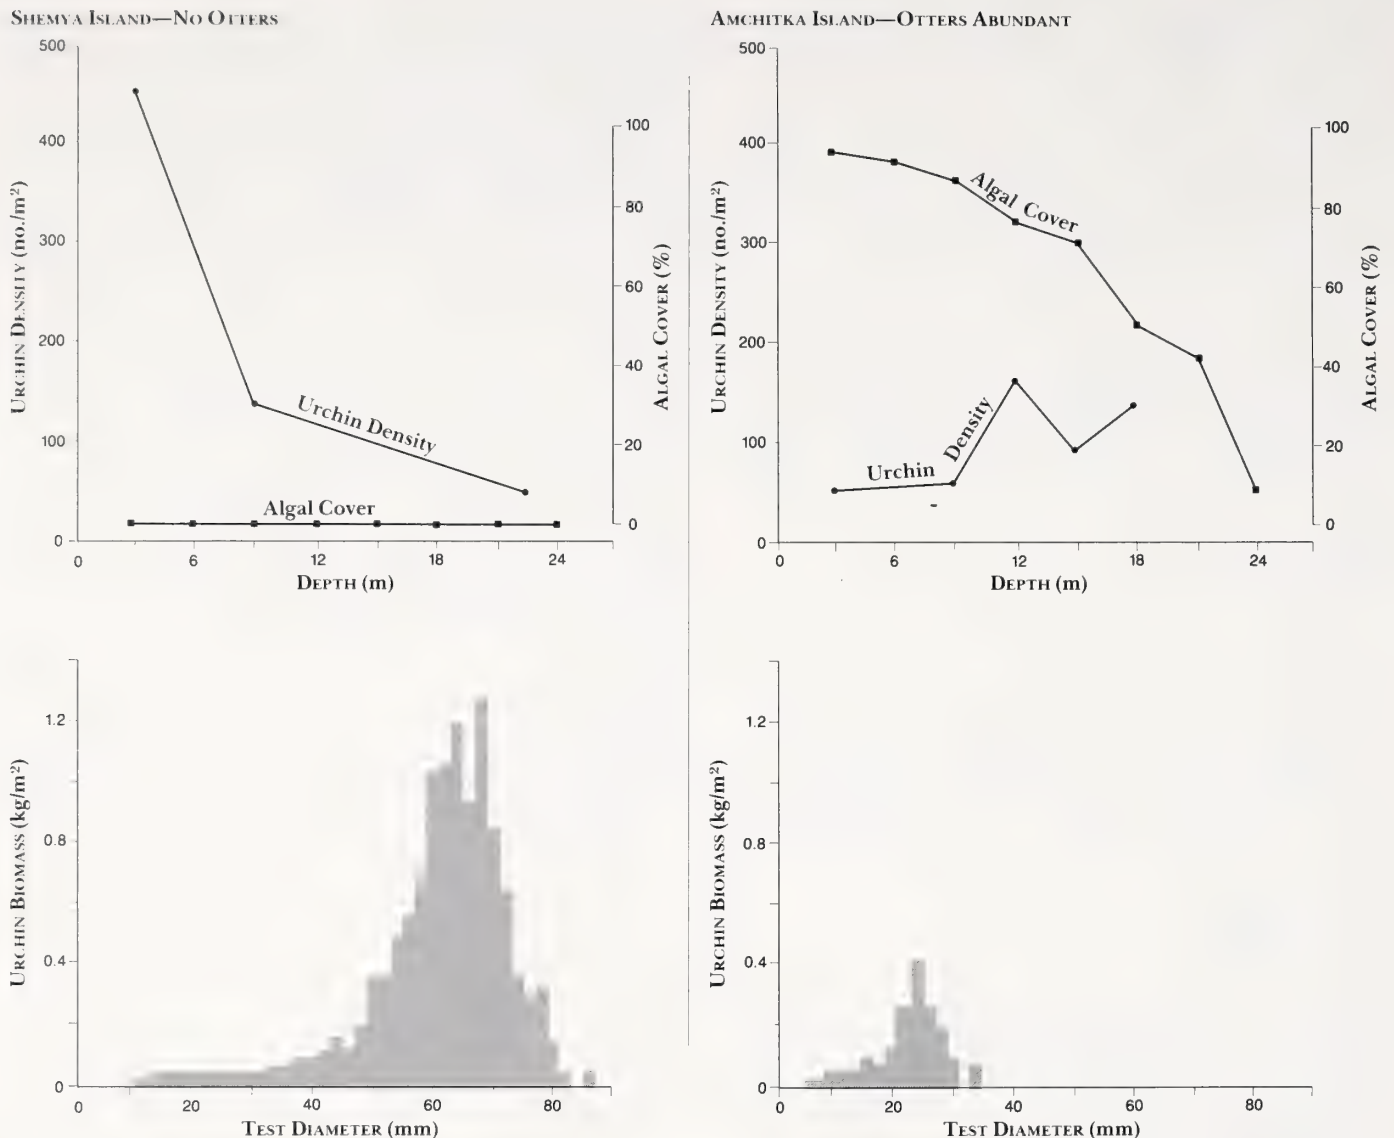 SHEMYA ISLAND—NO OTTERS
500
400
300
200
100
0
URCHIN DENSITY (no./m²)
100
80
60
40
20
0
ALGAL COVER (%)
Urchin Density
Algal Cover
0 6 12 18 24
DEPTH (m)
AMCHITKA ISLAND—OTTERS ABUNDANT
500
400
300
200
100
0
URCHIN DENSITY (no./m²)
100
80
60
40
20
0
ALGAL COVER (%)
Algal Cover
Urchin Density
0 6 12 18 24
DEPTH (m)
1.2
0.8
0.4
0
URCHIN BIOMASS (kg/m²)
0 20 40 60 80
TEST DIAMETER (mm)
1.2
0.8
0.4
0
URCHIN BIOMASS (kg/m²)
0 20 40 60 80
TEST DIAMETER (mm)